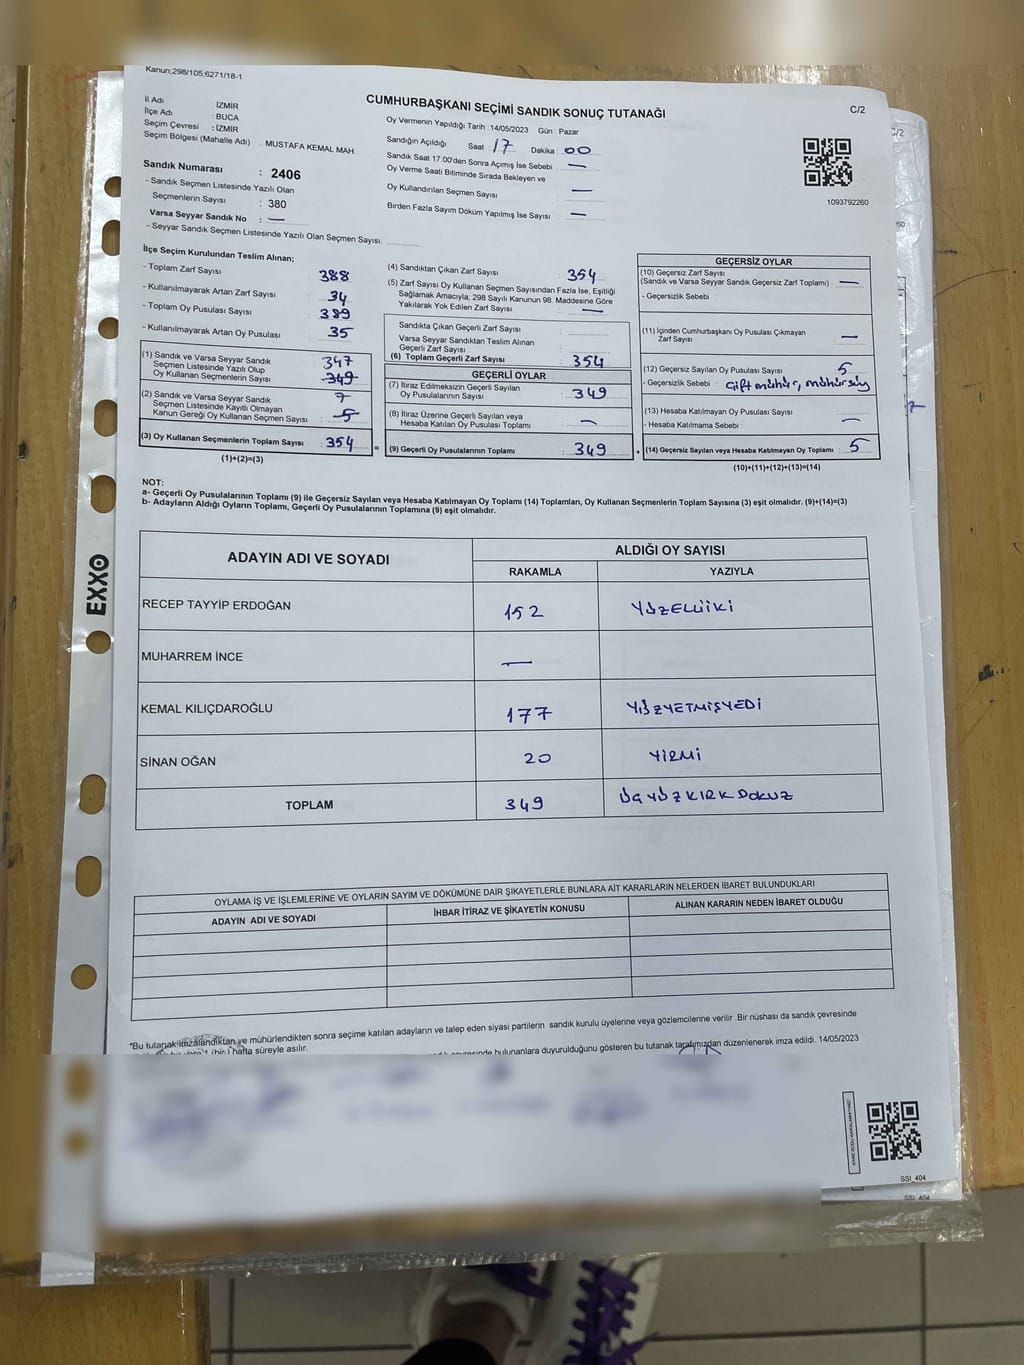 Kanun;298/105;6271/18-1
CUMHURBAŞKANI SEÇİMİ SANDIK SONUÇ TUTANAĞI
C/2
İl Adı : İZMİR
İlçe Adı : BUCA
Seçim Çevresi : İZMİR
Seçim Bölgesi (Mahalle Adı) : MUSTAFA KEMAL MAH.
Sandık Numarası : 2406
- Sandık Seçmen Listesinde Yazılı Olan
Seçmenlerin Sayısı : 380
Varsa Seyyar Sandık No : —
- Seyyar Sandık Seçmen Listesinde Yazılı Olan Seçmen Sayısı:
Oy Vermenin Yapıldığı Tarih : 14/05/2023 Gün : Pazar
Sandığın Açıldığı Saat : 17 Dakika : 00
Sandık Saat 17:00'den Sonra Açımış İse Sebebi : —
Oy Verme Saati Bitiminde Sırada Bekleyen ve
Oy Kullandırılan Seçmen Sayısı : —
Birden Fazla Sayım Döküm Yapılmış İse Sayısı : —
1093792260
İlçe Seçim Kurulundan Teslim Alınan;
- Toplam Zarf Sayısı : 388
- Kullanılmayarak Artan Zarf Sayısı : 34
- Toplam Oy Pusulası Sayısı : 389
- Kullanılmayarak Artan Oy Pusulası : 35
(1) Sandık ve Varsa Seyyar Sandık 347
Seçmen Listesinde Yazılı Olup
Oy Kullanan Seçmenlerin Sayısı : 349
(2) Sandık ve Varsa Seyyar Sandık 7
Seçmen Listesinde Kayıtlı Olmayan
Kanun Gereği Oy Kullanan Seçmen Sayısı : 5
(3) Oy Kullanan Seçmenlerin Toplam Sayısı : 354
(1)+(2)=(3)
(4) Sandıktan Çıkan Zarf Sayısı : 354
(5) Zarf Sayısı Oy Kullanan Seçmen Sayısından Fazla İse, Eşitliği
Sağlamak Amacıyla; 298 Sayılı Kanunun 98. Maddesine Göre
Yakılarak Yok Edilen Zarf Sayısı : —
Sandıkta Çıkan Geçerli Zarf Sayısı :
Varsa Seyyar Sandıktan Teslim Alınan
Geçerli Zarf Sayısı :
(6) Toplam Geçerli Zarf Sayısı : 354
GEÇERLİ OYLAR
(7) İtiraz Edilmeksizin Geçerli Sayılan
Oy Pusulalarının Sayısı : 349
(8) İtiraz Üzerine Geçerli Sayılan veya
Hesaba Katılan Oy Pusulası Toplamı : —
= (9) Geçerli Oy Pusulalarının Toplamı : 349
GEÇERSİZ OYLAR
(10) Geçersiz Zarf Sayısı
(Sandık ve Varsa Seyyar Sandık Geçersiz Zarf Toplamı) : —
- Geçersizlik Sebebi :
(11) İçinden Cumhurbaşkanı Oy Pusulası Çıkmayan
Zarf Sayısı : —
(12) Geçersiz Sayılan Oy Pusulası Sayısı : 5
- Geçersizlik Sebebi : Çift mühür, mühürsüz
(13) Hesaba Katılmayan Oy Pusulası Sayısı :
- Hesaba Katılmama Sebebi : —
+ (14) Geçersiz Sayılan veya Hesaba Katılmayan Oy Toplamı : 5
(10)+(11)+(12)+(13)=(14)
NOT:
a- Geçerli Oy Pusulalarının Toplamı (9) ile Geçersiz Sayılan veya Hesaba Katılmayan Oy Toplamı (14) Toplamları, Oy Kullanan Seçmenlerin Toplam Sayısına (3) eşit olmalıdır. (9)+(14)=(3)
b- Adayların Aldığı Oyların Toplamı, Geçerli Oy Pusulalarının Toplamına (9) eşit olmalıdır.
ADAYIN ADI VE SOYADI ALDIĞI OY SAYISI
RAKAMLA YAZIYLA
RECEP TAYYİP ERDOĞAN 152 YÜZELLİİKİ
MUHARREM İNCE —
KEMAL KILIÇDAROĞLU 177 YÜZYETMİŞYEDİ
SİNAN OĞAN 20 YİRMİ
TOPLAM 349 ÜÇYÜZKIRKDOKUZ
EXXO
OYLAMA İŞ VE İŞLEMLERİNE VE OYLARIN SAYIM VE DÖKÜMÜNE DAİR ŞİKAYETLERLE BUNLARA AİT KARARLARIN NELERDEN İBARET BULUNDUKLARI
ADAYIN ADI VE SOYADI İHBAR İTİRAZ VE ŞİKAYETİN KONUSU ALINAN KARARIN NEDEN İBARET OLDUĞU
*Bu tutanak imzalandıktan ve mühürlendikten sonra seçime katılan adayların ve talep eden siyasi partilerin sandık kurulu üyelerine veya gözlemcilerine verilir .Bir nüshası da sandık çevresinde
1 (bir) hafta süreyle asılır. bulunanlara duyurulduğunu gösteren bu tutanak tarafımızdan düzenlenerek imza edildi. 14/05/2023
SSI_404
SSI_404